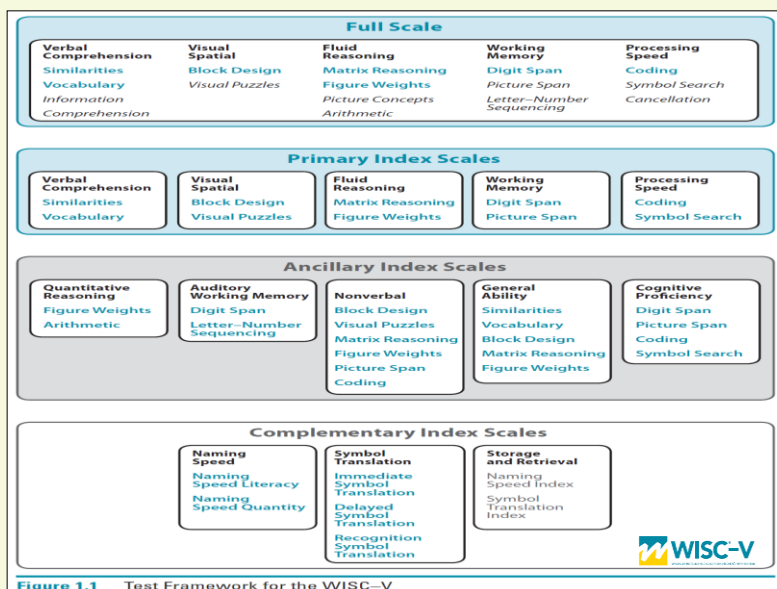 Full Scale
Verbal
Comprehension
Similarities
Vocabulary
Information
Comprehension
Visual
Spatial
Block Design
Visual Puzzles
Fluid
Reasoning
Matrix Reasoning
Figure Weights
Picture Concepts
Arithmetic
Working
Memory
Digit Span
Picture Span
Letter–Number
Sequencing
Processing
Speed
Coding
Symbol Search
Cancellation
Primary Index Scales
Verbal
Comprehension
Similarities
Vocabulary
Visual
Spatial
Block Design
Visual Puzzles
Fluid
Reasoning
Matrix Reasoning
Figure Weights
Working
Memory
Digit Span
Picture Span
Processing
Speed
Coding
Symbol Search
Ancillary Index Scales
Quantitative
Reasoning
Figure Weights
Arithmetic
Auditory
Working Memory
Digit Span
Letter–Number
Sequencing
Nonverbal
Block Design
Visual Puzzles
Matrix Reasoning
Figure Weights
Picture Span
Coding
General
Ability
Similarities
Vocabulary
Block Design
Matrix Reasoning
Figure Weights
Cognitive
Proficiency
Digit Span
Picture Span
Coding
Symbol Search
Complementary Index Scales
Naming
Speed
Naming
Speed Literacy
Naming
Speed Quantity
Symbol
Translation
Immediate
Symbol
Translation
Delayed
Symbol
Translation
Recognition
Symbol
Translation
Storage
and Retrieval
Naming
Speed Index
Symbol
Translation
Index
WISC-V
Figure 1.1 Test Framework for the WISC–V